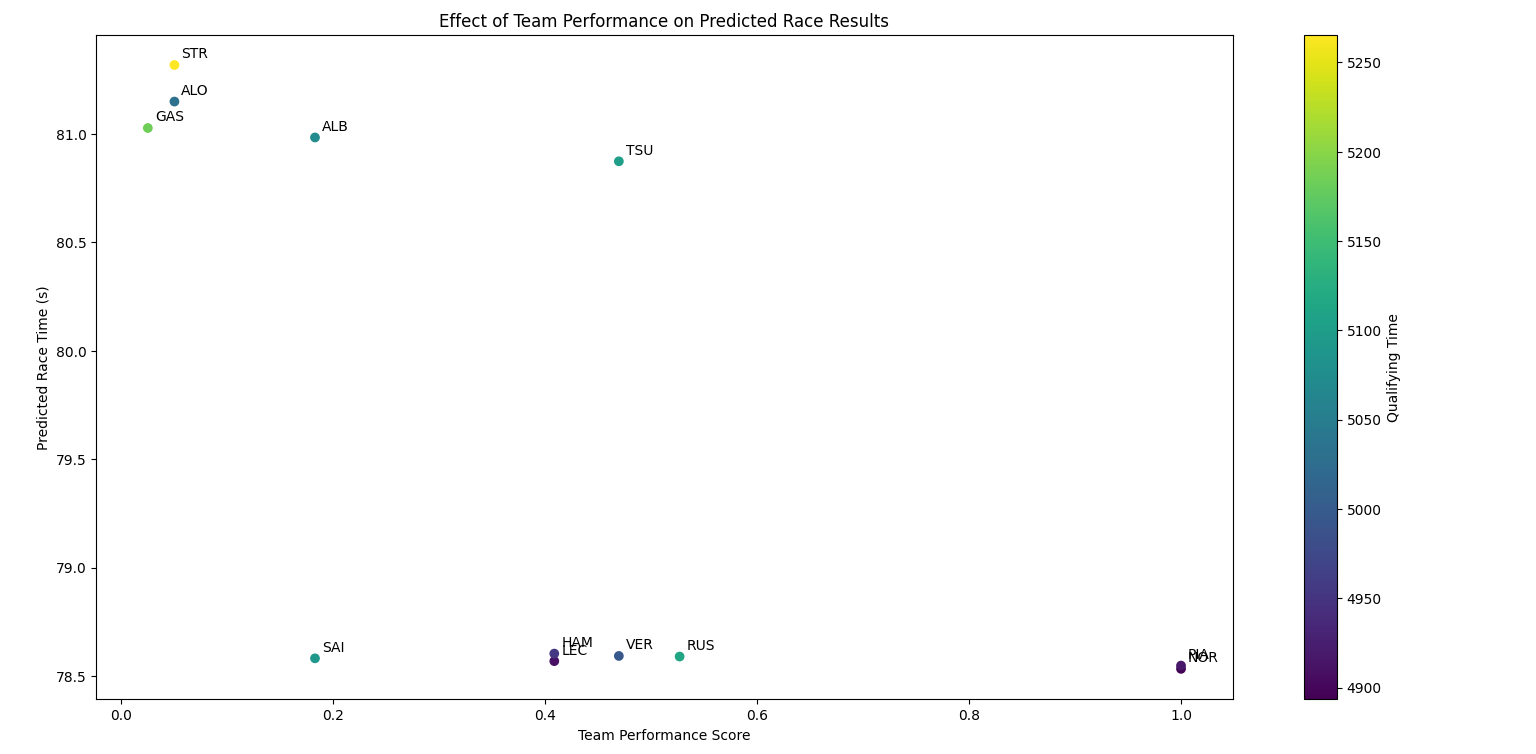 Effect of Team Performance on Predicted Race Results
STR
ALO
GAS
ALB
TSU
SAI
HAM
LEC
VER
RUS
PIA
NOR
81.0
80.5
80.0
79.5
79.0
78.5
Predicted Race Time (s)
0.0 0.2 0.4 0.6 0.8 1.0
Team Performance Score
5250
5200
5150
5100
5050
5000
4950
4900
Qualifying Time